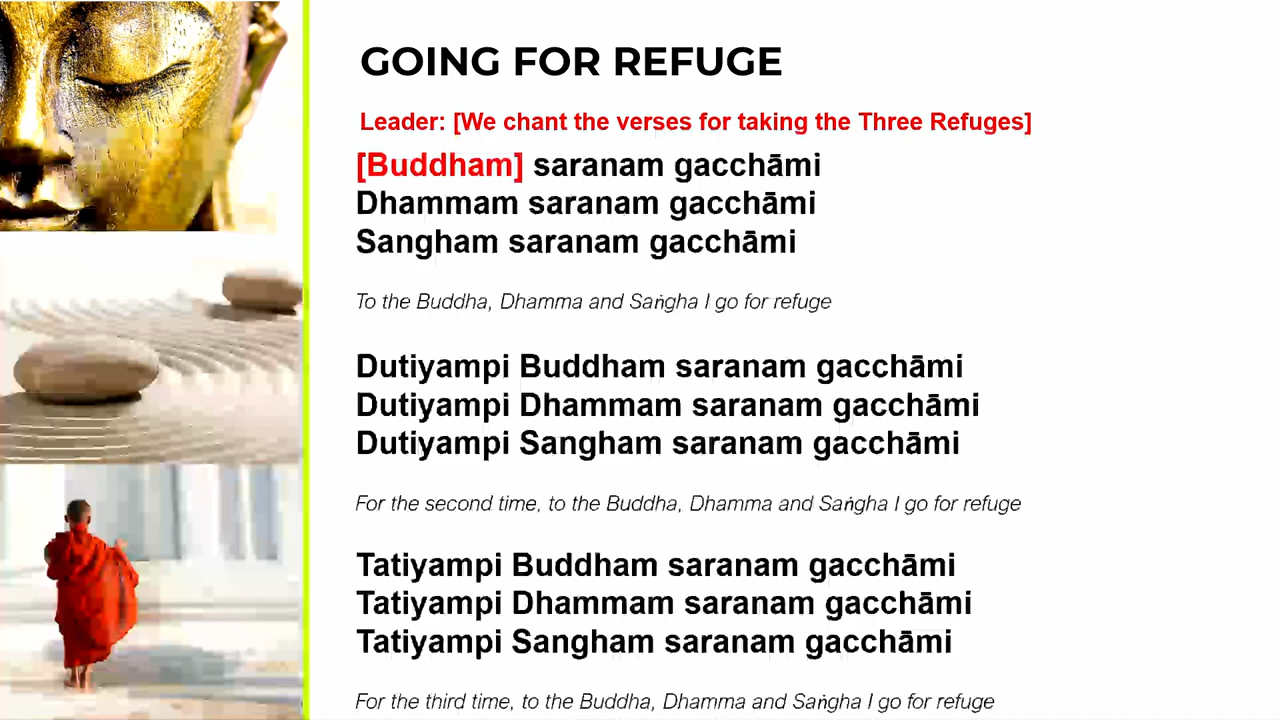 GOING FOR REFUGE
Leader: [We chant the verses for taking the Three Refuges]
[Buddham] saranam gacchāmi
Dhammam saranam gacchāmi
Sangham saranam gacchāmi
To the Buddha, Dhamma and Saṅgha I go for refuge
Dutiyampi Buddham saranam gacchāmi
Dutiyampi Dhammam saranam gacchāmi
Dutiyampi Sangham saranam gacchāmi
For the second time, to the Buddha, Dhamma and Saṅgha I go for refuge
Tatiyampi Buddham saranam gacchāmi
Tatiyampi Dhammam saranam gacchāmi
Tatiyampi Sangham saranam gacchāmi
For the third time, to the Buddha, Dhamma and Saṅgha I go for refuge